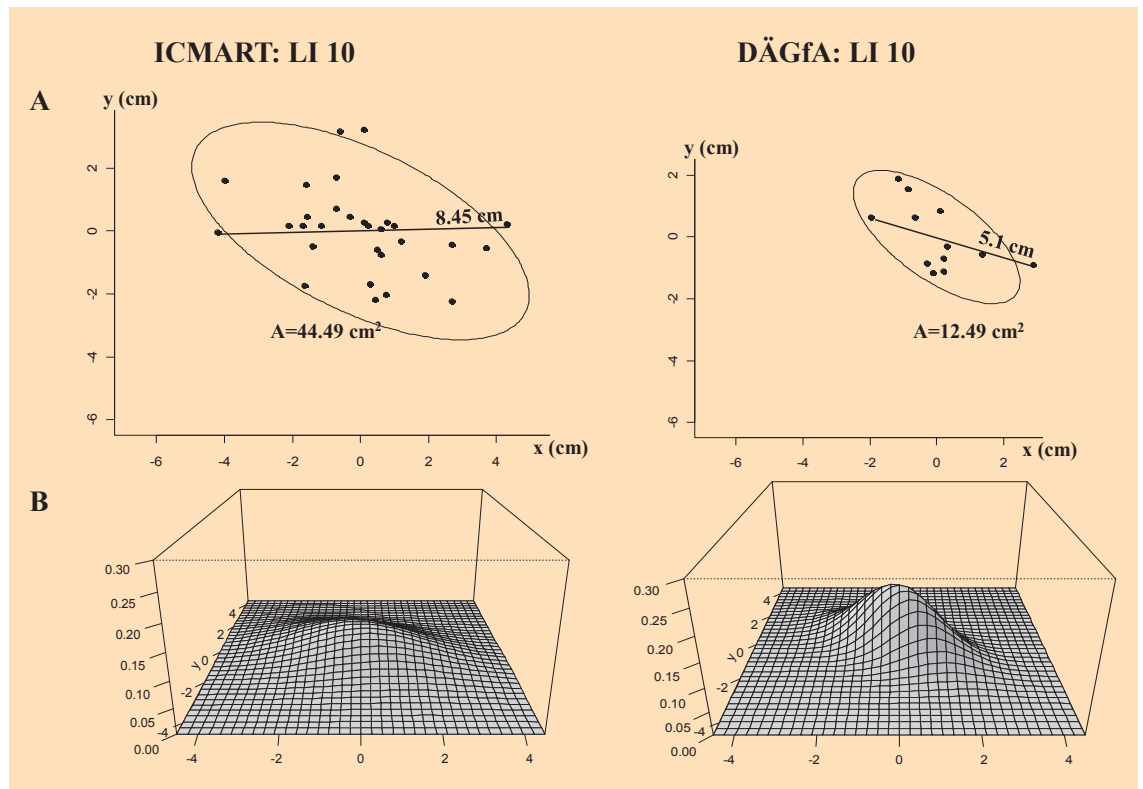 ICMART: LI 10
DÄGfA: LI 10
A
y (cm)
2
0
-2
-4
-6
8.45 cm
A=44.49 cm²
-6 -4 -2 0 2 4
x (cm)
y (cm)
2
0
-2
-4
-6
5.1 cm
A=12.49 cm²
-6 -4 -2 0 2
x (cm)
B
0.30
0.25
0.20
0.15
0.10
0.05
0.00
4
2
0
y
-2
-4
-4 -2 0 2 4
0.30
0.25
0.20
0.15
0.10
0.05
0.00
4
2
0
y
-2
-4
-4 -2 0 2 4